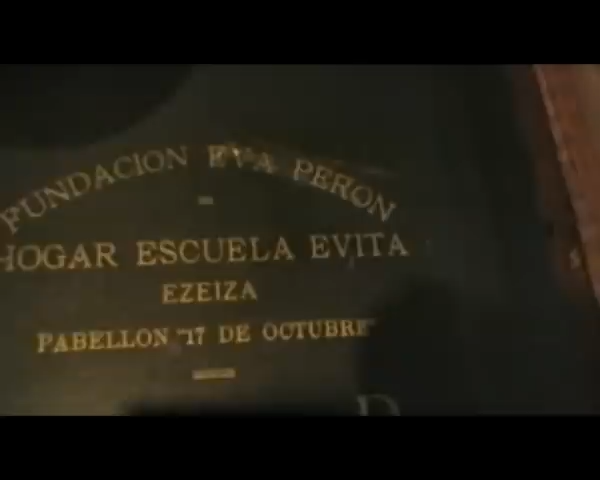 FUNDACION EVA PERON
HOGAR ESCUELA EVITA
EZEIZA
PABELLON "17 DE OCTUBRE"
D